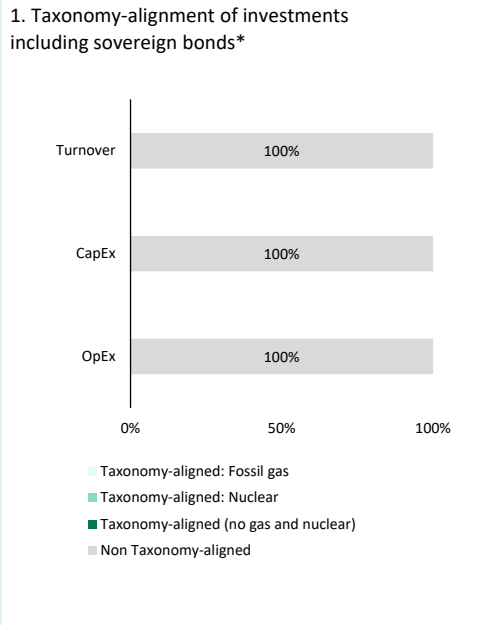 1. Taxonomy-alignment of investments
including sovereign bonds*
Turnover
100%
CapEx
100%
OpEx
100%
0%
50%
100%
Taxonomy-aligned: Fossil gas
Taxonomy-aligned: Nuclear
Taxonomy-aligned (no gas and nuclear)
Non Taxonomy-aligned